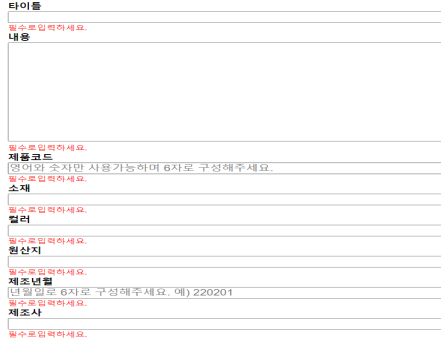 타이틀
필수로입력하세요.
내용
필수로입력하세요.
제품코드
영어와 숫자만 사용가능하며 6자로 구성해주세요.
필수로입력하세요.
소재
필수로입력하세요.
컬러
필수로입력하세요.
원산지
필수로입력하세요.
제조년월
년월일로 6자로 구성해주세요. 예) 220201
필수로입력하세요.
제조사
필수로입력하세요.